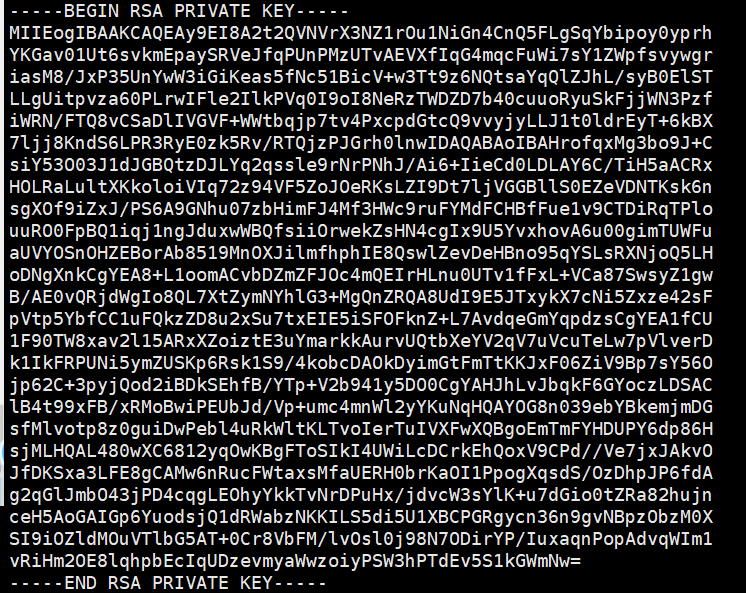 -----BEGIN RSA PRIVATE KEY-----
MIIEogIBAAKCAQEAy9EI8A2t2QVNVrX3NZ1rOu1NiGn4CnQ5FLgSqYbipoy0yprh
YKGav01Ut6svkmEpaySRVeJfqPUnPMzUTvAEVXfIqG4mqcFuWi7sY1ZWpfsvywgr
iasM8/JxP35UnYwW3iGiKeas5fNc51BicV+w3Tt9z6NQtsaYqQlZJhL/syB0ElST
LLgUitpvza60PLrwIFle2IlkPVq0I9oI8NeRzTWDZD7b40cuuoRyuSkFjjWN3Pzf
iWRN/FTQ8vCSaDlIVGVF+WWtbqjp7tv4PxcpdGtcQ9vvyjyLLJ1t0ldrEyT+6kBX
7ljj8KndS6LPR3RyE0zk5Rv/RTQjzPJGrh0lnwIDAQABAoIBAHrofqxMg3bo9J+C
siY53O03J1dJGBQtzDJLYq2qssle9rNrPNhJ/Ai6+IieCd0LDLAY6C/TiH5aACRx
HOLRaLultXKkoloiVIq72z94VF5ZoJOeRKsLZI9Dt7ljVGGBllS0EZeVDNTKsk6n
sgXOf9iZxJ/PS6A9GNhu07zbHimFJ4Mf3HWc9ruFYMdFCHBfFue1v9CTDiRqTPlo
uuRO0FpBQ1iqj1ngJduxwWBQfsiiOrwekZsHN4cgIx9U5YvxhovA6u00gimTUWFu
aUVYOSnOHZEBorAb8519MnOXJilmfhphIE8QswlZevDeHBno95qYSLsRXNjoQ5LH
oDNgXnkCgYEA8+L1oomACvbDZmZFJOc4mQEIrHLnu0UTv1fFxL+VCa87SwsyZ1gw
B/AE0vQRjdWgIo8QL7XtZymNYhlG3+MgQnZRQA8UdI9E5JTxykX7cNi5Zxze42sF
pVtp5YbfCC1uFQkzZD8u2xSu7txEIE5iSFOFknZ+L7AvdqeGmYqpdzsCgYEA1fCU
1F90TW8xav2l15ARxXZoiztE3uYmarkkAurvUQtbXeYV2qV7uVcuTeLw7pVlverD
k1IkFRPUNi5ymZUSKp6Rsk1S9/4kobcDAOkDyimGtFmTtKKJxF06ZiV9Bp7sY56O
jp62C+3pyjQod2iBDkSEhfB/YTp+V2b941y5DO0CgYAHJhLvJbqkF6GYoczLDSAC
lB4t99xFB/xRMoBwiPEUbJd/Vp+umc4mnWl2yYKuNqHQAYOG8n039ebYBkemjmDG
sfMlvotp8z0guiDwPebl4uRkWltKLTvoIerTuIVXFwXQBgoEmTmFYHDUPY6dp86H
sjMLHQAL480wXC6812yqOwKBgFToSIkI4UWiLcDCrkEhQoxV9CPd//Ve7jxJAkvO
JfDKSxa3LFE8gCAMw6nRucFWtaxsMfaUERH0brKaOI1PpogXqsdS/OzDhpJP6fdA
g2qGlJmbO43jPD4cqgLEOhyYkkTvNrDPuHx/jdvcW3sYlK+u7dGio0tZRa82hujn
ceH5AoGAIGp6YuodsjQ1dRWabzNKKILS5di5U1XBCPGRgycn36n9gvNBpzObzM0X
SI9iOZldMOuVTlbG5AT+0Cr8VbFM/lvOsl0j98N7ODirYP/IuxaqnPopAdvqWIm1
vRiHm2OE8lqhpbEcIqUDzevmyaWwzoiyPSW3hPTdEv5S1kGWmNw=
-----END RSA PRIVATE KEY-----